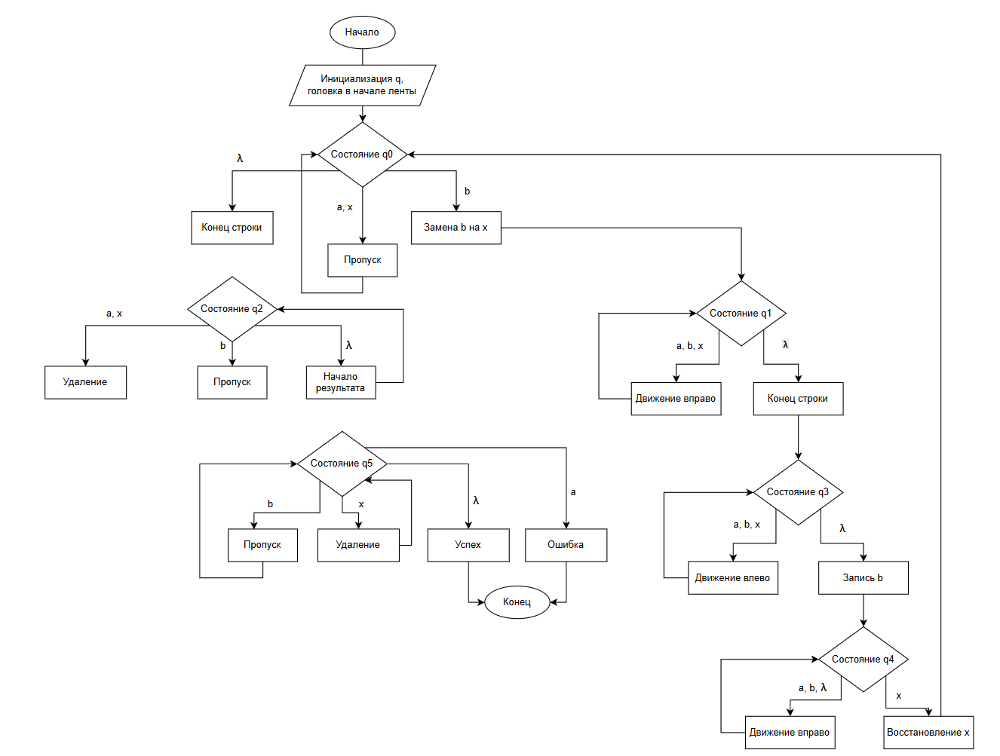 Начало
Инициализация q,
головка в начале ленты
Состояние q0
λ
b
a, x
Конец строки
Замена b на x
Пропуск
Состояние q2
a, x
b
λ
Удаление
Пропуск
Начало
результата
Состояние q1
a, b, x
λ
Движение вправо
Конец строки
Состояние q5
b
x
λ
a
Пропуск
Удаление
Успех
Ошибка
Конец
Состояние q3
a, b, x
λ
Движение влево
Запись b
Состояние q4
a, b, λ
x
Движение вправо
Восстановление x